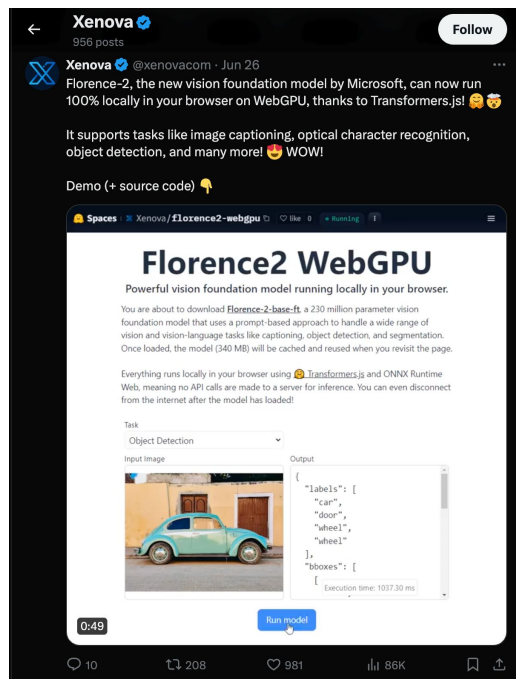 Xenova
956 posts
Follow
Xenova @xenovacom · Jun 26
Florence-2, the new vision foundation model by Microsoft, can now run
100% locally in your browser on WebGPU, thanks to Transformers.js! 🤗🤯
It supports tasks like image captioning, optical character recognition,
object detection, and many more! 😍 WOW!
Demo (+ source code) 👇
🤗 Spaces Xenova/florence2-webgpu like 0 Running
Florence2 WebGPU
Powerful vision foundation model running locally in your browser.
You are about to download Florence-2-base-ft, a 230 million parameter vision
foundation model that uses a prompt-based approach to handle a wide range of
vision and vision-language tasks like captioning, object detection, and segmentation.
Once loaded, the model (340 MB) will be cached and reused when you revisit the page.
Everything runs locally in your browser using 🤗 Transformers.js and ONNX Runtime
Web, meaning no API calls are made to a server for inference. You can even disconnect
from the internet after the model has loaded!
Task
Object Detection
Input Image
Output
{
"labels": [
"car",
"door",
"wheel",
"wheel"
],
"bboxes": [
[
Execution time: 1037.30 ms
Run model
0:49
10 208 981 86K